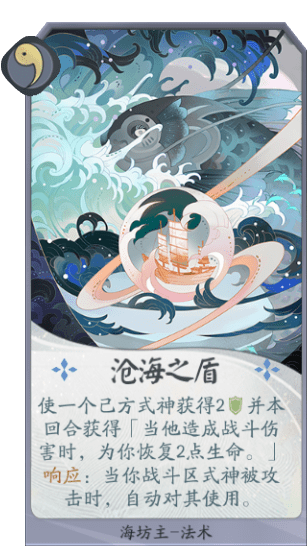 沧海之盾
使一个己方式神获得2并本
回合获得「当他造成战斗伤
害时，为你恢复2点生命。」
响应：当你战斗区式神被攻
击时，自动对其使用。
海坊主-法术